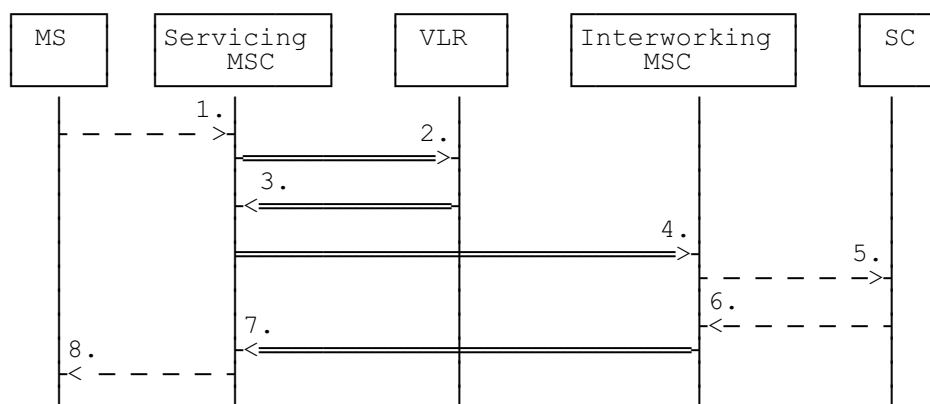 MS
Servicing
MSC
VLR
Interworking
MSC
SC
1.
2.
3.
4.
5.
6.
7.
8.